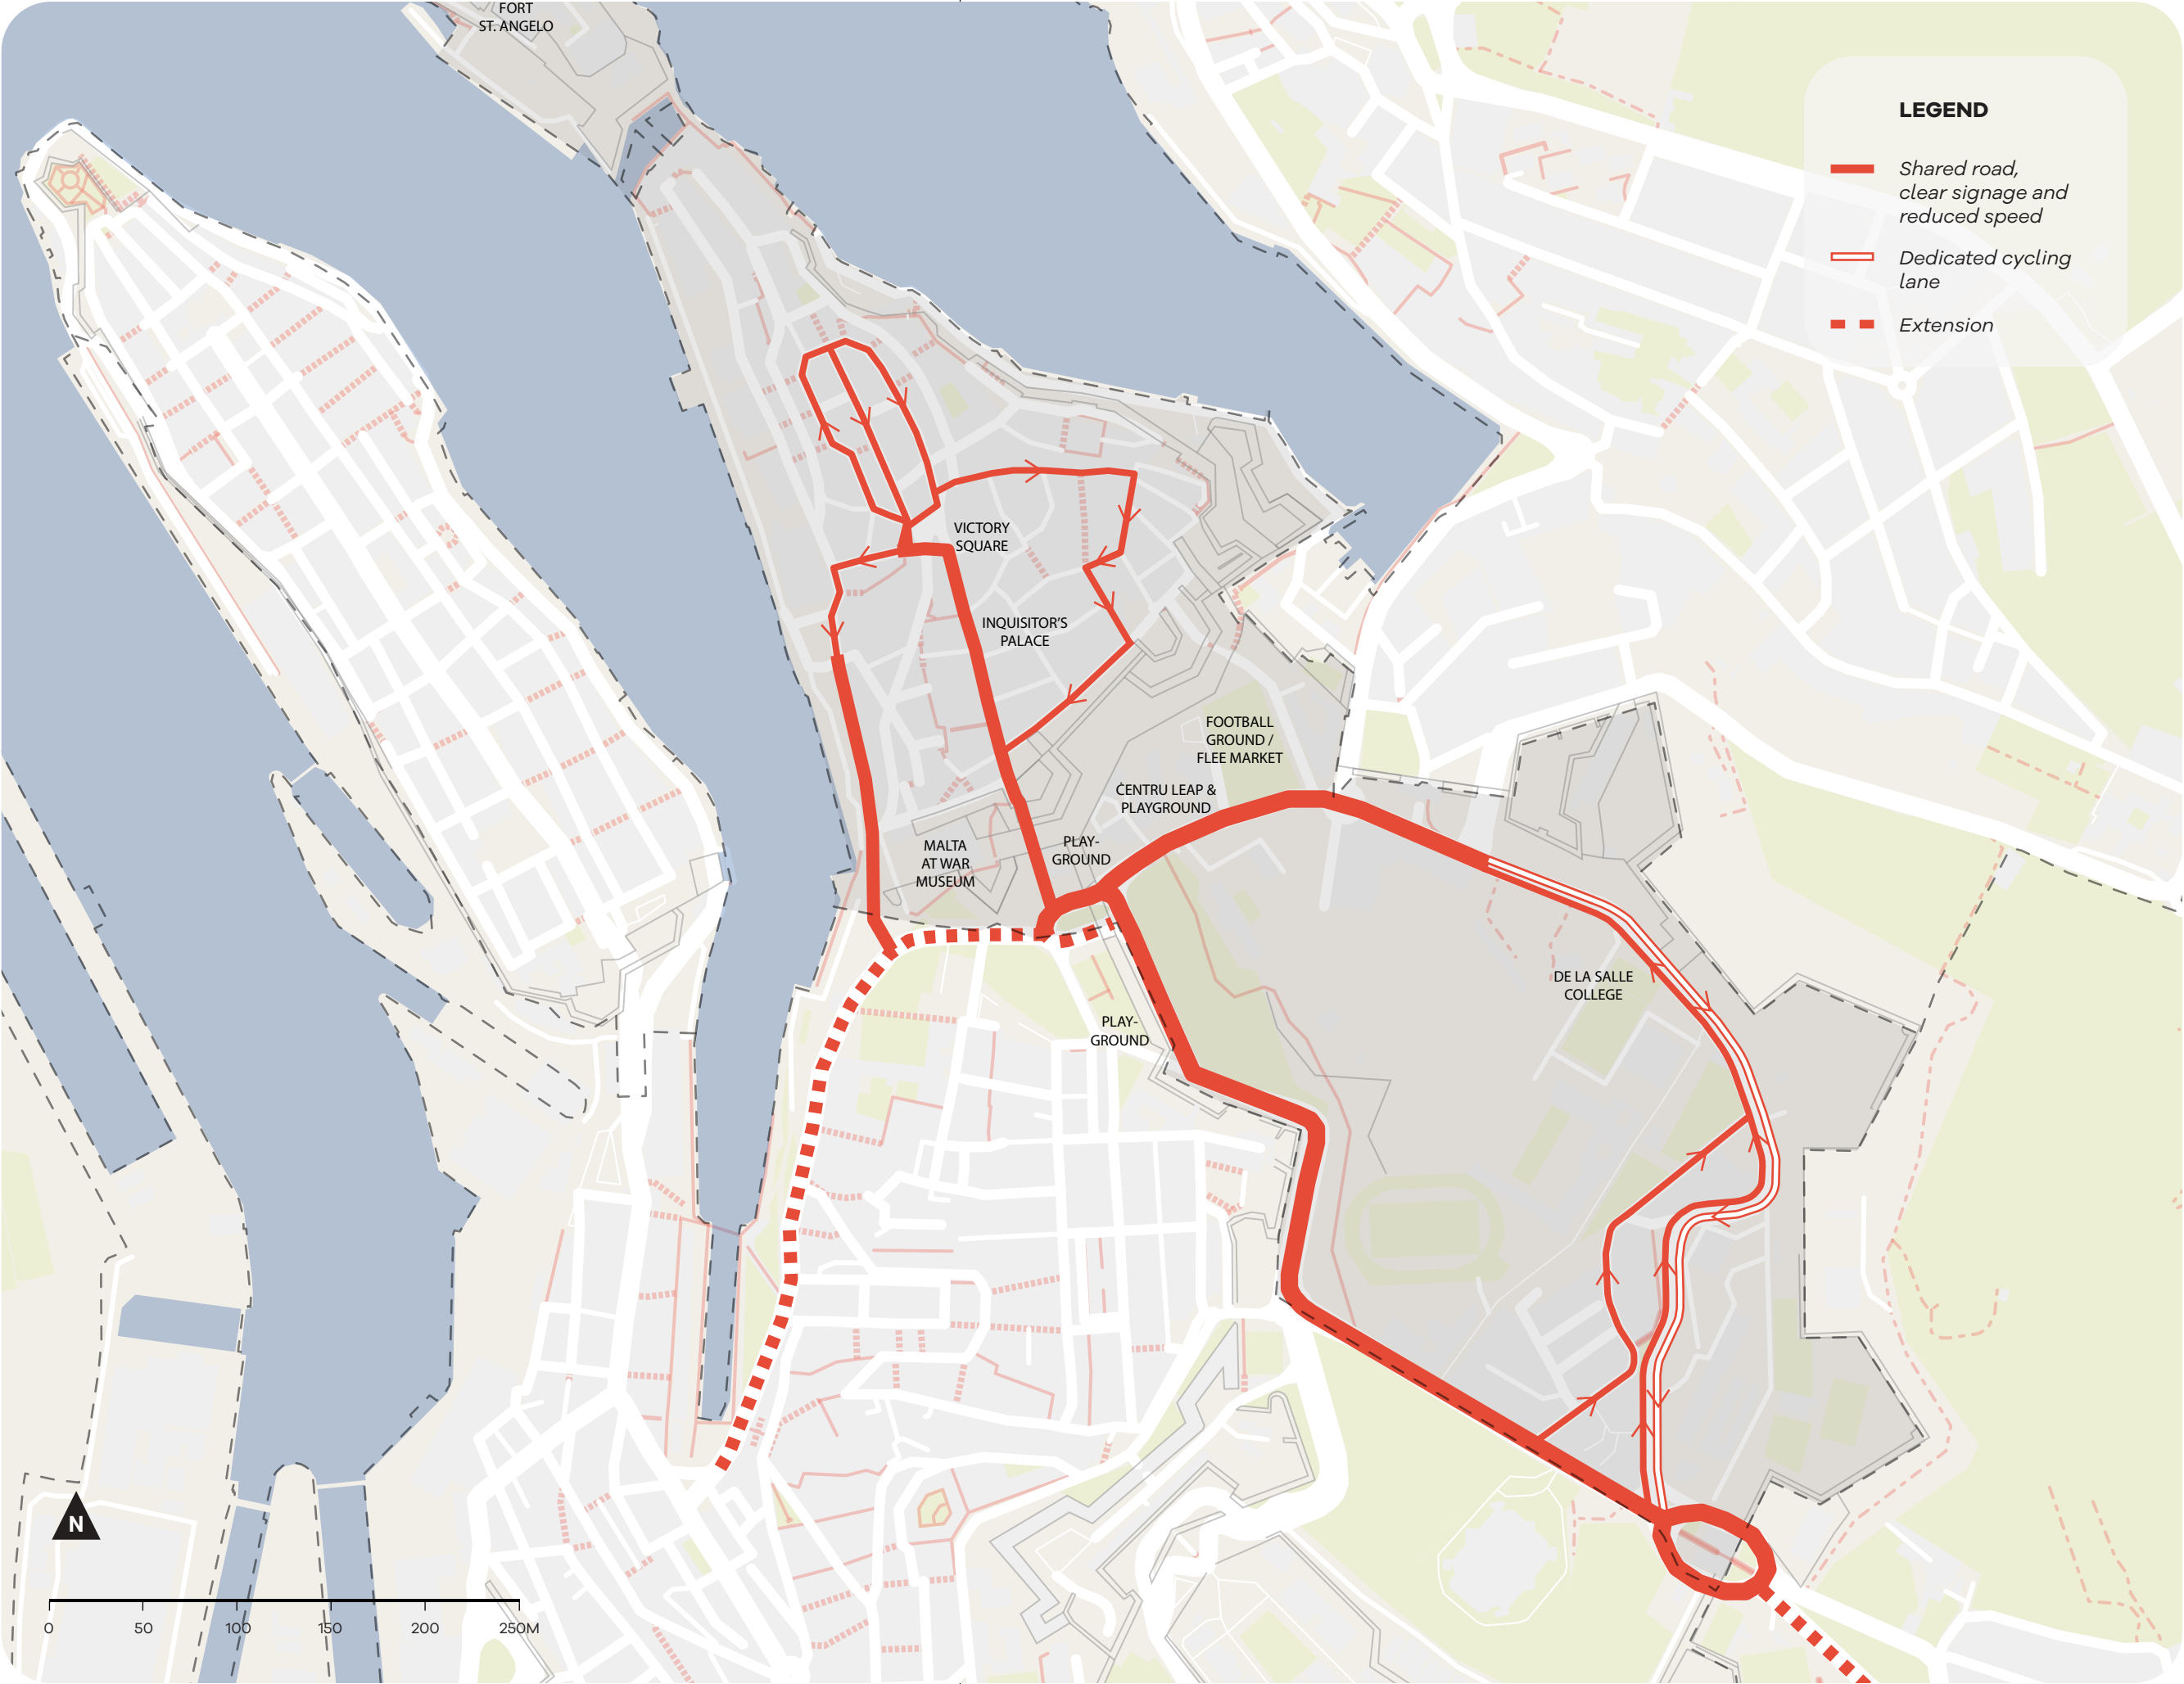 FORT
ST. ANGELO
LEGEND
Shared road,
clear signage and
reduced speed
Dedicated cycling
lane
Extension
VICTORY
SQUARE
INQUISITOR'S
PALACE
FOOTBALL
GROUND /
FLEE MARKET
ĊENTRU LEAP &
PLAYGROUND
PLAY-
GROUND
MALTA
AT WAR
MUSEUM
DE LA SALLE
COLLEGE
PLAY-
GROUND
N
0 50 100 150 200 250M